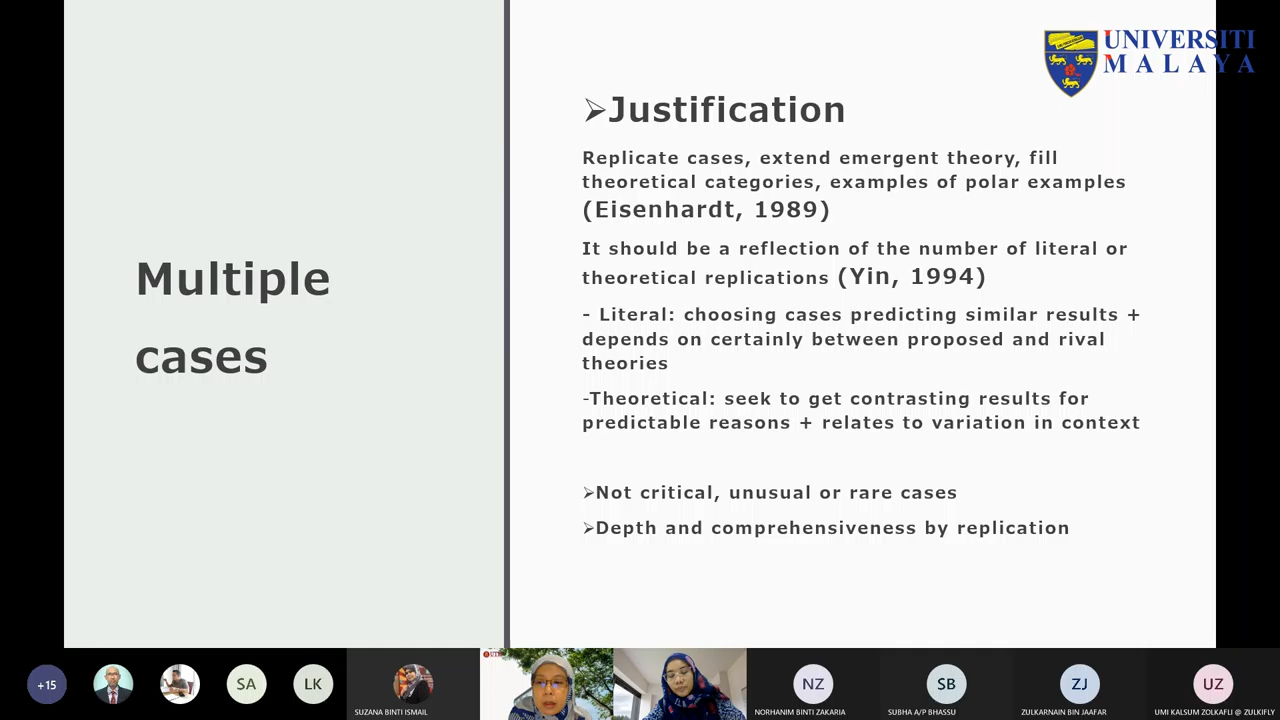 UNIVERSITI
MALAYA
➢Justification
Multiple
cases
Replicate cases, extend emergent theory, fill
theoretical categories, examples of polar examples
(Eisenhardt, 1989)
It should be a reflection of the number of literal or
theoretical replications (Yin, 1994)
- Literal: choosing cases predicting similar results +
depends on certainly between proposed and rival
theories
-Theoretical: seek to get contrasting results for
predictable reasons + relates to variation in context
➢Not critical, unusual or rare cases
➢Depth and comprehensiveness by replication
+15
SA
LK
SUZANA BINTI ISMAIL
NZ
NORHANIM BINTI ZAKARIA
SB
SUBHA A/P BHASSU
ZJ
ZULKARNAIN BIN JAAFAR
UZ
UMI KALSUM ZOLKAFLI @ ZULKIFLY